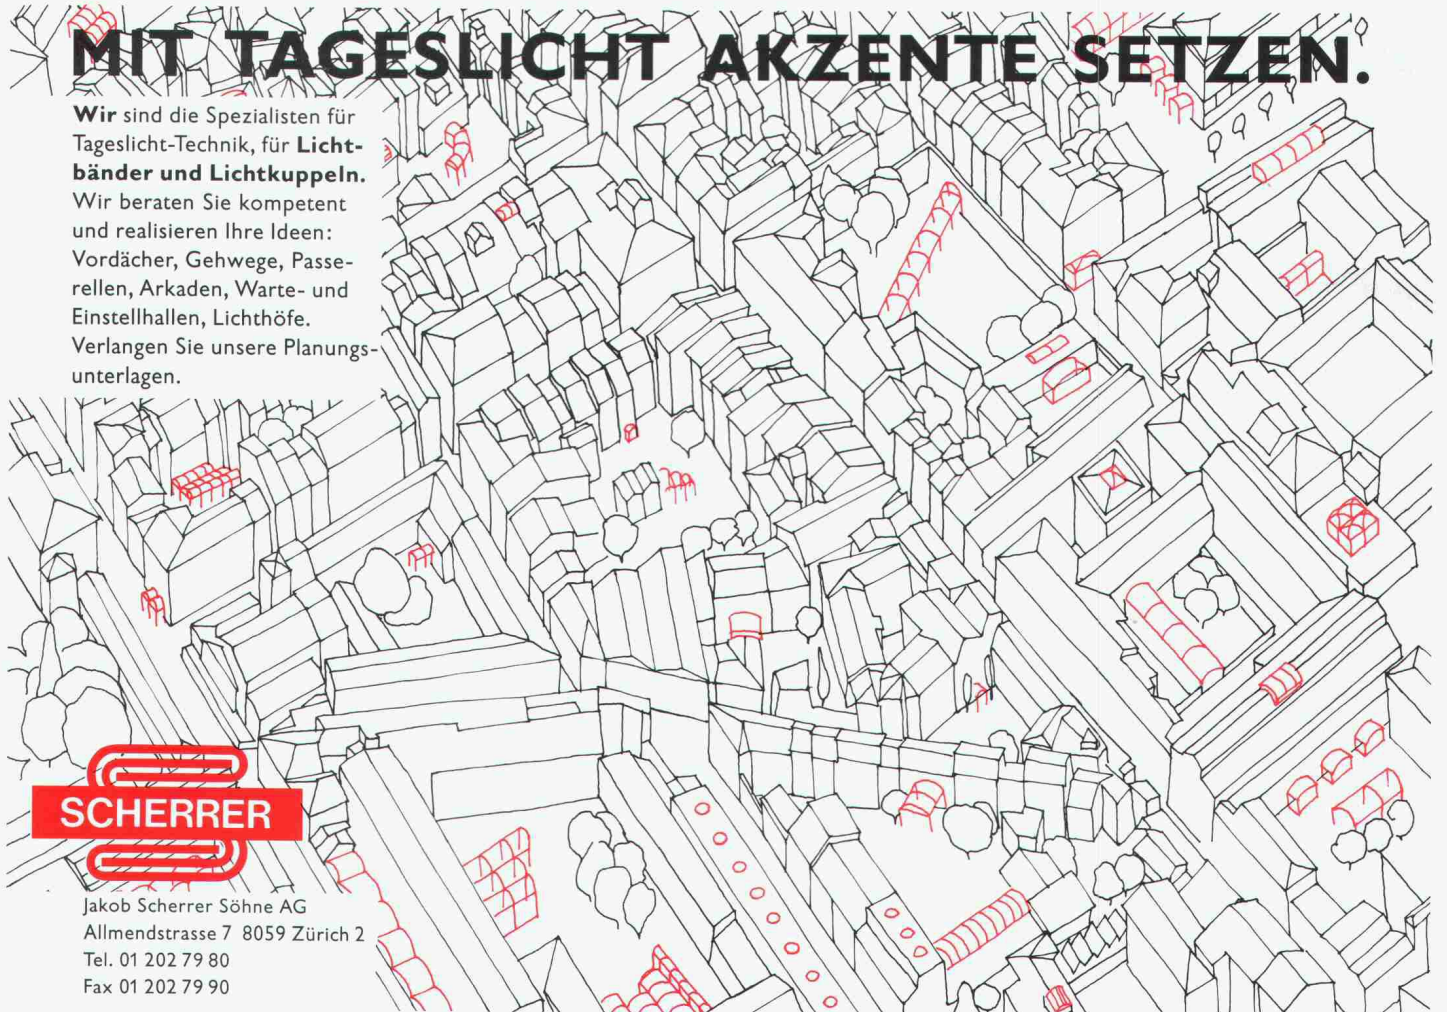 MIT TAGESLICHT AKZENTE SETZEN.
Wir sind die Spezialisten für
Tageslicht-Technik, für Licht-
bänder und Lichtkuppeln.
Wir beraten Sie kompetent
und realisieren Ihre Ideen:
Vordächer, Gehwege, Passe-
rellen, Arkaden, Warte- und
Einstellhallen, Lichthöfe.
Verlangen Sie unsere Planungs-
unterlagen.
SCHERRER
Jakob Scherrer Söhne AG
Allmendstrasse 7 8059 Zürich 2
Tel. 01 202 79 80
Fax 01 202 79 90